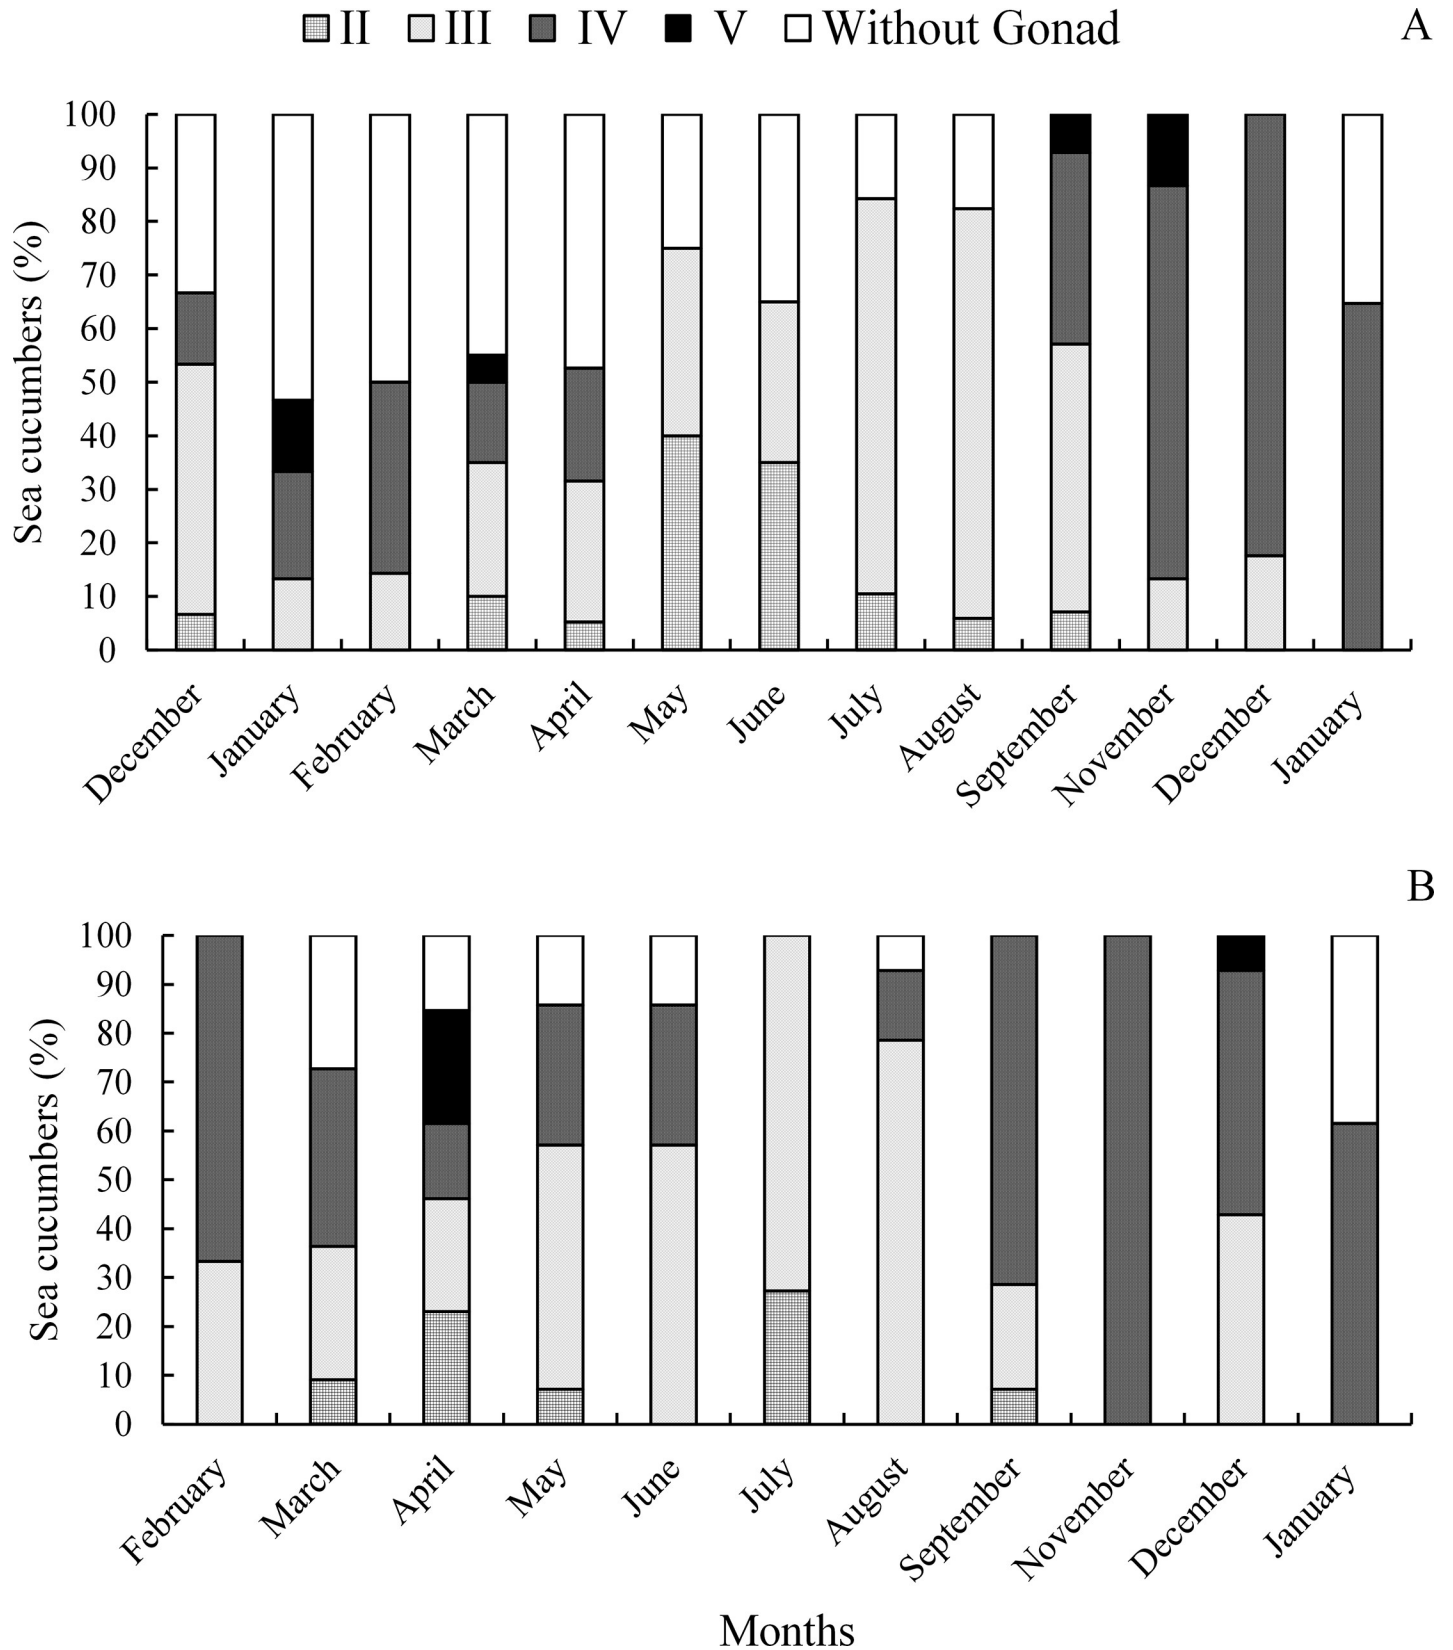 II III IV V Without Gonad
A
100
90
80
70
60
50
40
30
20
10
0
Sea cucumbers (%)
December January February March April May June July August September November December January
B
100
90
80
70
60
50
40
30
20
10
0
Sea cucumbers (%)
February March April May June July August September November December January
Months